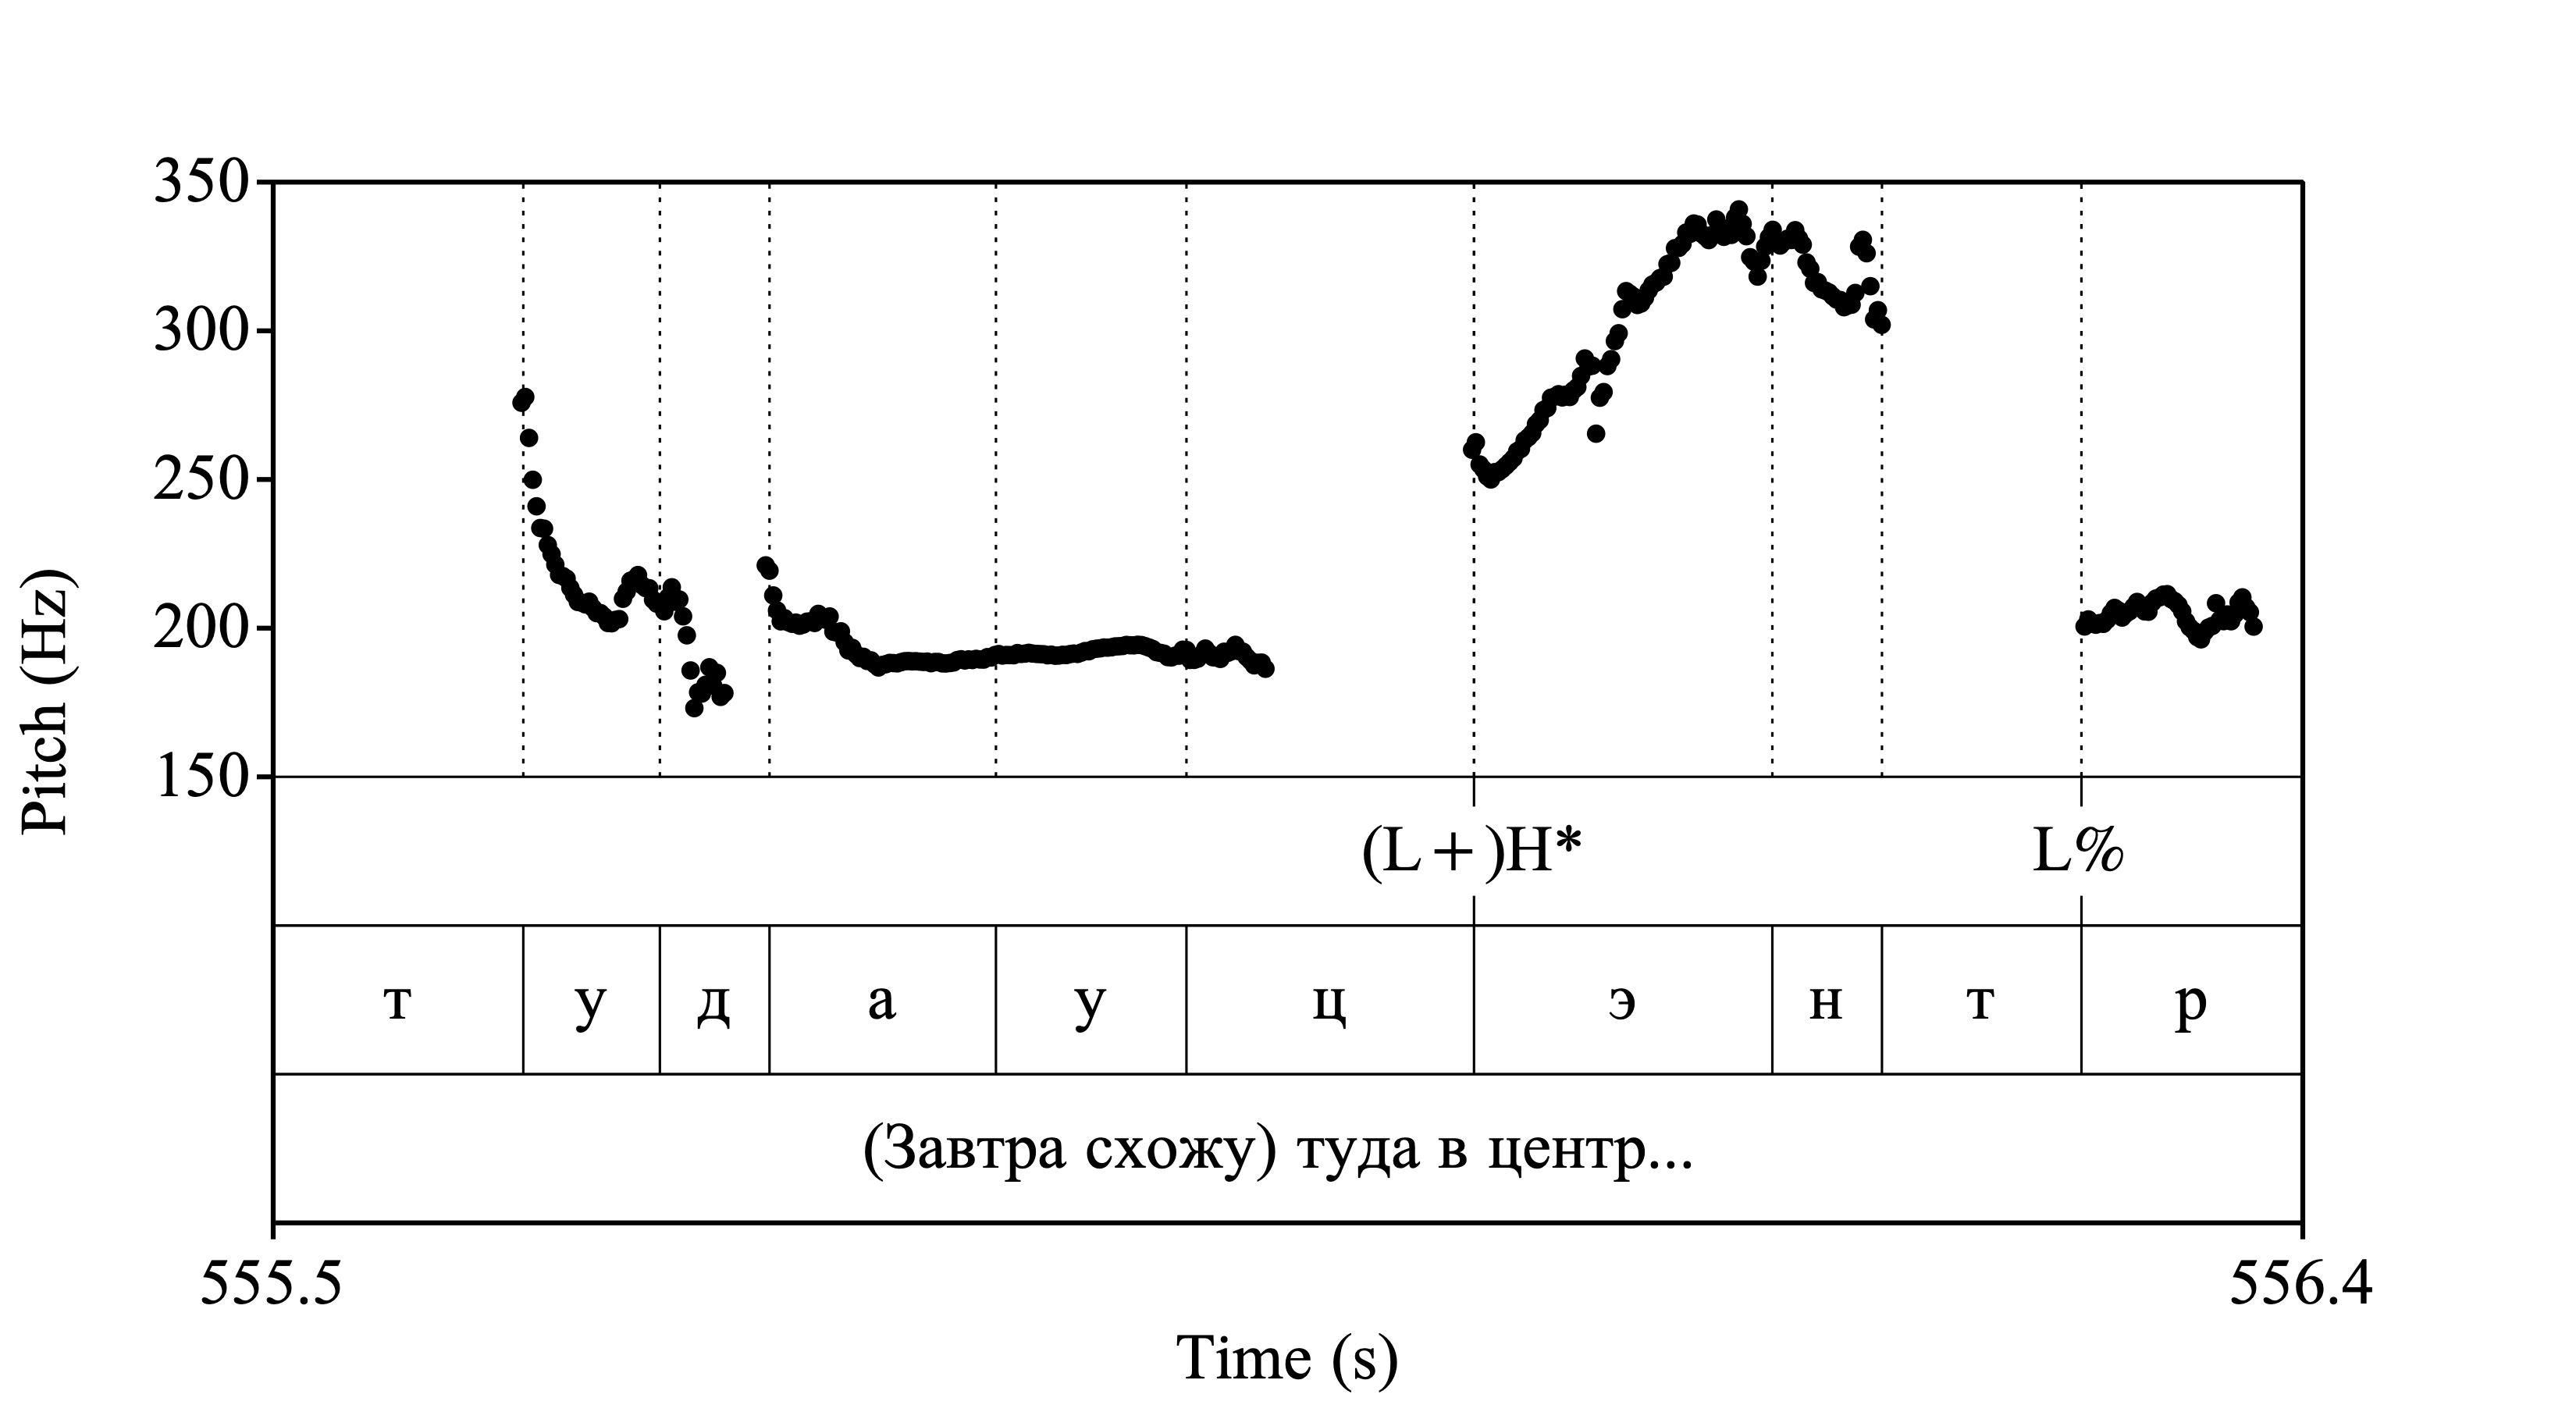 350
300
250
200
150
Pitch (Hz)
(L+)H* L%
т у д а у ц э н т р
(Завтра схожу) туда в центр...
555.5 556.4
Time (s)